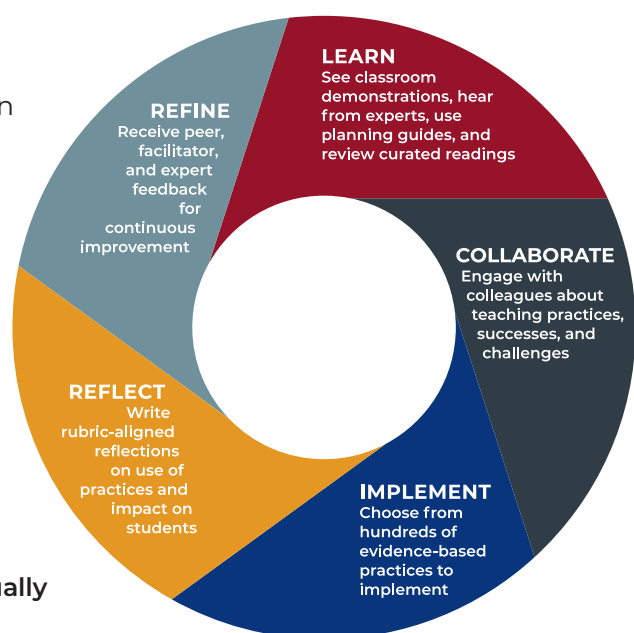 LEARN
See classroom
demonstrations, hear
from experts, use
planning guides, and
review curated readings
COLLABORATE
Engage with
colleagues about
teaching practices,
successes, and
challenges
IMPLEMENT
Choose from
hundreds of
evidence-based
practices to
implement
REFLECT
Write
rubric-aligned
reflections
on use of
practices and
impact on
students
REFINE
Receive peer,
facilitator,
and expert
feedback
for
continuous
improvement